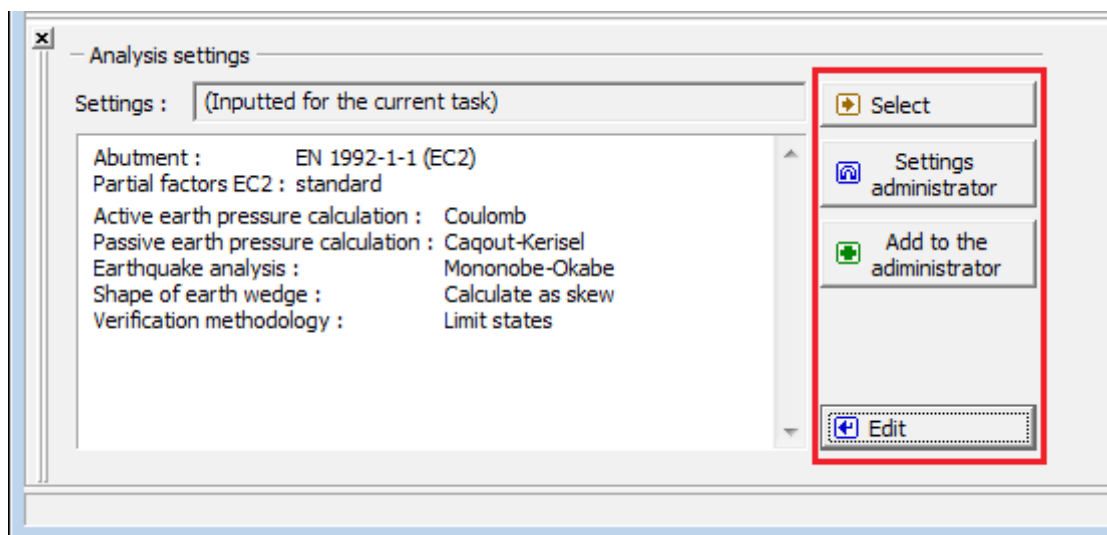 Analysis settings
Settings : (Inputted for the current task)
Abutment : EN 1992-1-1 (EC2)
Partial factors EC2 : standard
Active earth pressure calculation : Coulomb
Passive earth pressure calculation : Caqout-Kerisel
Earthquake analysis : Mononobe-Okabe
Shape of earth wedge : Calculate as skew
Verification methodology : Limit states
Select
Settings
administrator
Add to the
adiministrator
Edit